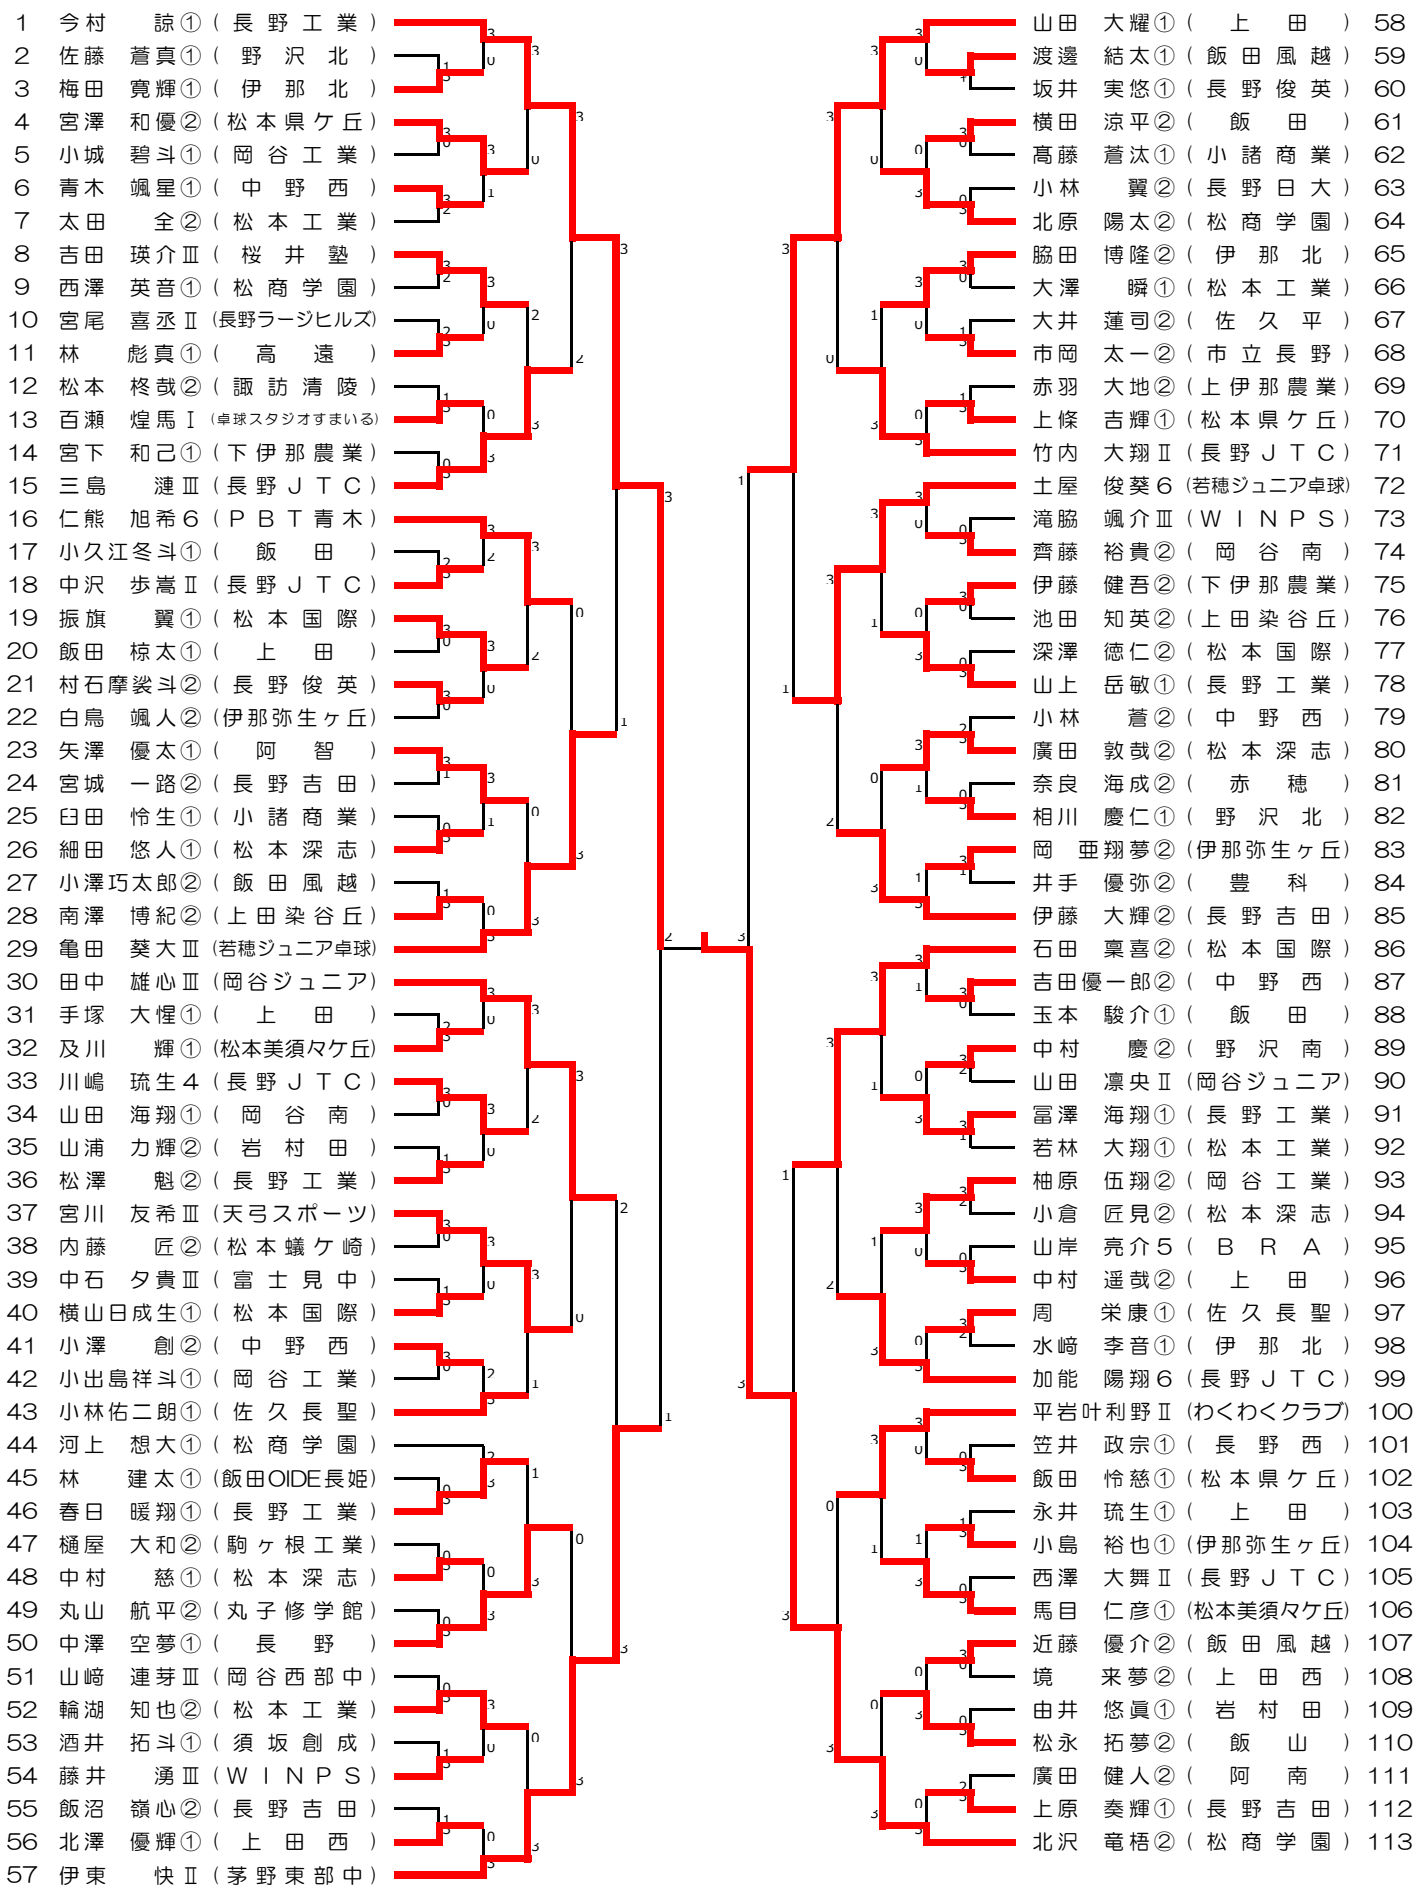 1 今村 諒①(長野工業)
2 佐藤 蒼真①(野沢北)
3 梅田 寛輝①(伊那北)
4 宮澤 和優②(松本県ケ丘)
5 小城 碧斗①(岡谷工業)
6 青木 颯星①(中野西)
7 太田 全②(松本工業)
8 吉田 瑛介Ⅲ(桜井塾)
9 西澤 英音①(松商学園)
10 宮尾 喜丞Ⅱ(長野ラージヒルズ)
11 林 彪真①(高遠)
12 松本 柊哉②(諏訪清陵)
13 百瀬 煌馬Ⅰ(卓球スタジオすまいる)
14 宮下 和己①(下伊那農業)
15 三島 漣Ⅲ(長野JTC)
16 仁熊 旭希6(PBT青木)
17 小久江冬斗①(飯田)
18 中沢 歩嵩Ⅱ(長野JTC)
19 振旗 翼①(松本国際)
20 飯田 椋太①(上田)
21 村石摩裟斗②(長野俊英)
22 白鳥 颯人②(伊那弥生ヶ丘)
23 矢澤 優太①(阿智)
24 宮城 一路②(長野吉田)
25 臼田 怜生①(小諸商業)
26 細田 悠人①(松本深志)
27 小澤巧太郎②(飯田風越)
28 南澤 博紀②(上田染谷丘)
29 亀田 葵大Ⅲ(若穂ジュニア卓球)
30 田中 雄心Ⅲ(岡谷ジュニア)
31 手塚 大惺①(上田)
32 及川 輝①(松本美須々ケ丘)
33 川嶋 琉生4(長野JTC)
34 山田 海翔①(岡谷南)
35 山浦 力輝②(岩村田)
36 松澤 魁②(長野工業)
37 宮川 友希Ⅲ(天弓スポーツ)
38 内藤 匠②(松本蟻ケ崎)
39 中石 夕貴Ⅲ(富士見中)
40 横山日成生①(松本国際)
41 小澤 創②(中野西)
42 小出島祥斗①(岡谷工業)
43 小林佑二朗①(佐久長聖)
44 河上 想大①(松商学園)
45 林 建太①(飯田OIDE長姫)
46 春日 暖翔①(長野工業)
47 樋屋 大和②(駒ヶ根工業)
48 中村 慈①(松本深志)
49 丸山 航平②(丸子修学館)
50 中澤 空夢①(長野)
51 山﨑 連芽Ⅲ(岡谷西部中)
52 輪湖 知也②(松本工業)
53 酒井 拓斗①(須坂創成)
54 藤井 湧Ⅲ(WINPS)
55 飯沼 嶺心②(長野吉田)
56 北澤 優輝①(上田西)
57 伊東 快Ⅱ(茅野東部中)
山田 大耀①(上田) 58
渡邊 結太①(飯田風越) 59
坂井 実悠①(長野俊英) 60
横田 涼平②(飯田) 61
髙藤 蒼汰①(小諸商業) 62
小林 翼②(長野日大) 63
北原 陽太②(松商学園) 64
脇田 博隆②(伊那北) 65
大澤 瞬①(松本工業) 66
大井 蓮司②(佐久平) 67
市岡 太一②(市立長野) 68
赤羽 大地②(上伊那農業) 69
上條 吉輝①(松本県ケ丘) 70
竹内 大翔Ⅱ(長野JTC) 71
土屋 俊葵6(若穂ジュニア卓球) 72
滝脇 颯介Ⅲ(WINPS) 73
齊藤 裕貴②(岡谷南) 74
伊藤 健吾②(下伊那農業) 75
池田 知英②(上田染谷丘) 76
深澤 徳仁②(松本国際) 77
山上 岳敏①(長野工業) 78
小林 蒼②(中野西) 79
廣田 敦哉②(松本深志) 80
奈良 海成②(赤穂) 81
相川 慶仁①(野沢北) 82
岡 亜翔夢②(伊那弥生ヶ丘) 83
井手 優弥②(豊科) 84
伊藤 大輝②(長野吉田) 85
石田 稟喜②(松本国際) 86
吉田優一郎②(中野西) 87
玉本 駿介①(飯田) 88
中村 慶②(野沢南) 89
山田 凛央Ⅱ(岡谷ジュニア) 90
冨澤 海翔①(長野工業) 91
若林 大翔①(松本工業) 92
柚原 伍翔②(岡谷工業) 93
小倉 匠見②(松本深志) 94
山岸 亮介5(BRA) 95
中村 遥哉②(上田) 96
周 栄康①(佐久長聖) 97
水﨑 李音①(伊那北) 98
加能 陽翔6(長野JTC) 99
平岩叶利野Ⅱ(わくわくクラブ) 100
笠井 政宗①(長野西) 101
飯田 怜慈①(松本県ケ丘) 102
永井 琉生①(上田) 103
小島 裕也①(伊那弥生ヶ丘) 104
西澤 大舞Ⅱ(長野JTC) 105
馬目 仁彦①(松本美須々ケ丘) 106
近藤 優介②(飯田風越) 107
境 来夢②(上田西) 108
由井 悠眞①(岩村田) 109
松永 拓夢②(飯山) 110
廣田 健人②(阿南) 111
上原 奏輝①(長野吉田) 112
北沢 竜梧②(松商学園) 113